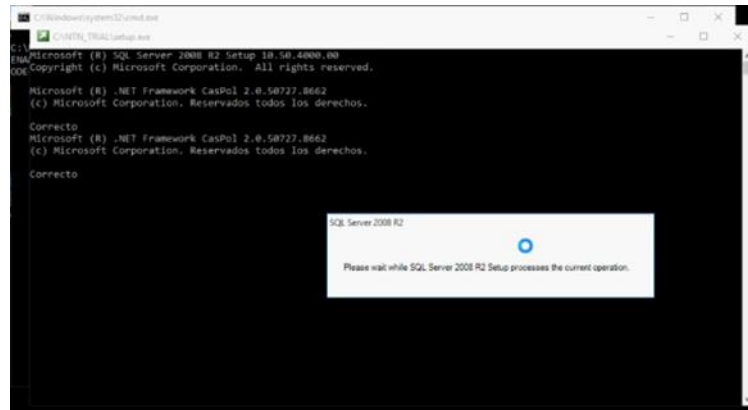 C:\Windows\system32\cmd.exe
C:\NTN_TRIAL\setup.exe
Microsoft (R) SQL Server 2008 R2 Setup 10.50.4000.00
Copyright (c) Microsoft Corporation.  All rights reserved.
Microsoft (R) .NET Framework CasPol 2.0.50727.8662
(c) Microsoft Corporation. Reservados todos los derechos.
Correcto
Microsoft (R) .NET Framework CasPol 2.0.50727.8662
(c) Microsoft Corporation. Reservados todos los derechos.
Correcto
SQL Server 2008 R2
Please wait while SQL Server 2008 R2 Setup processes the current operation.